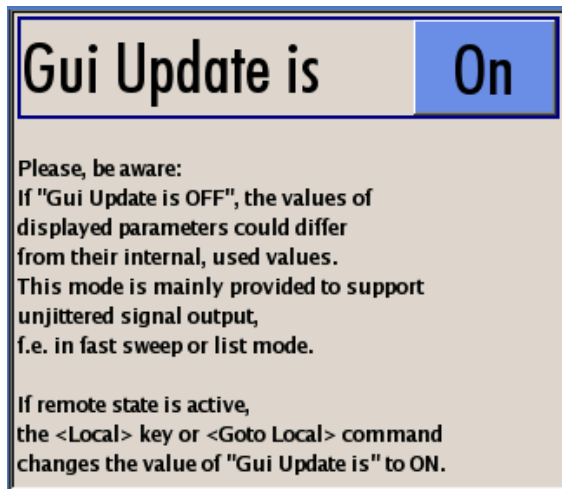 Gui Update is On
Please, be aware:
If "Gui Update is OFF", the values of
displayed parameters could differ
from their internal, used values.
This mode is mainly provided to support
unjittered signal output,
f.e. in fast sweep or list mode.
If remote state is active,
the <Local> key or <Goto Local> command
changes the value of "Gui Update is" to ON.